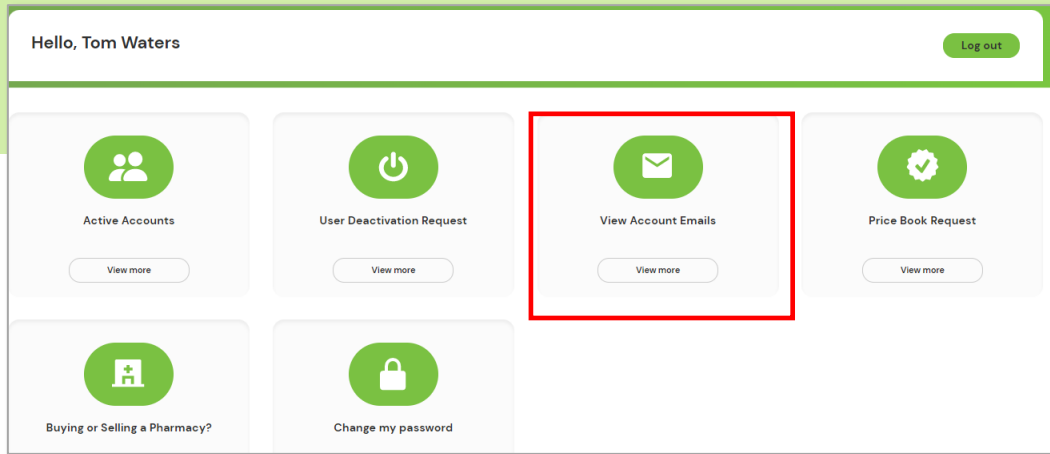 Hello, Tom Waters
Log out
Active Accounts
User Deactivation Request
View Account Emails
Price Book Request
View more
View more
View more
View more
Buying or Selling a Pharmacy?
Change my password